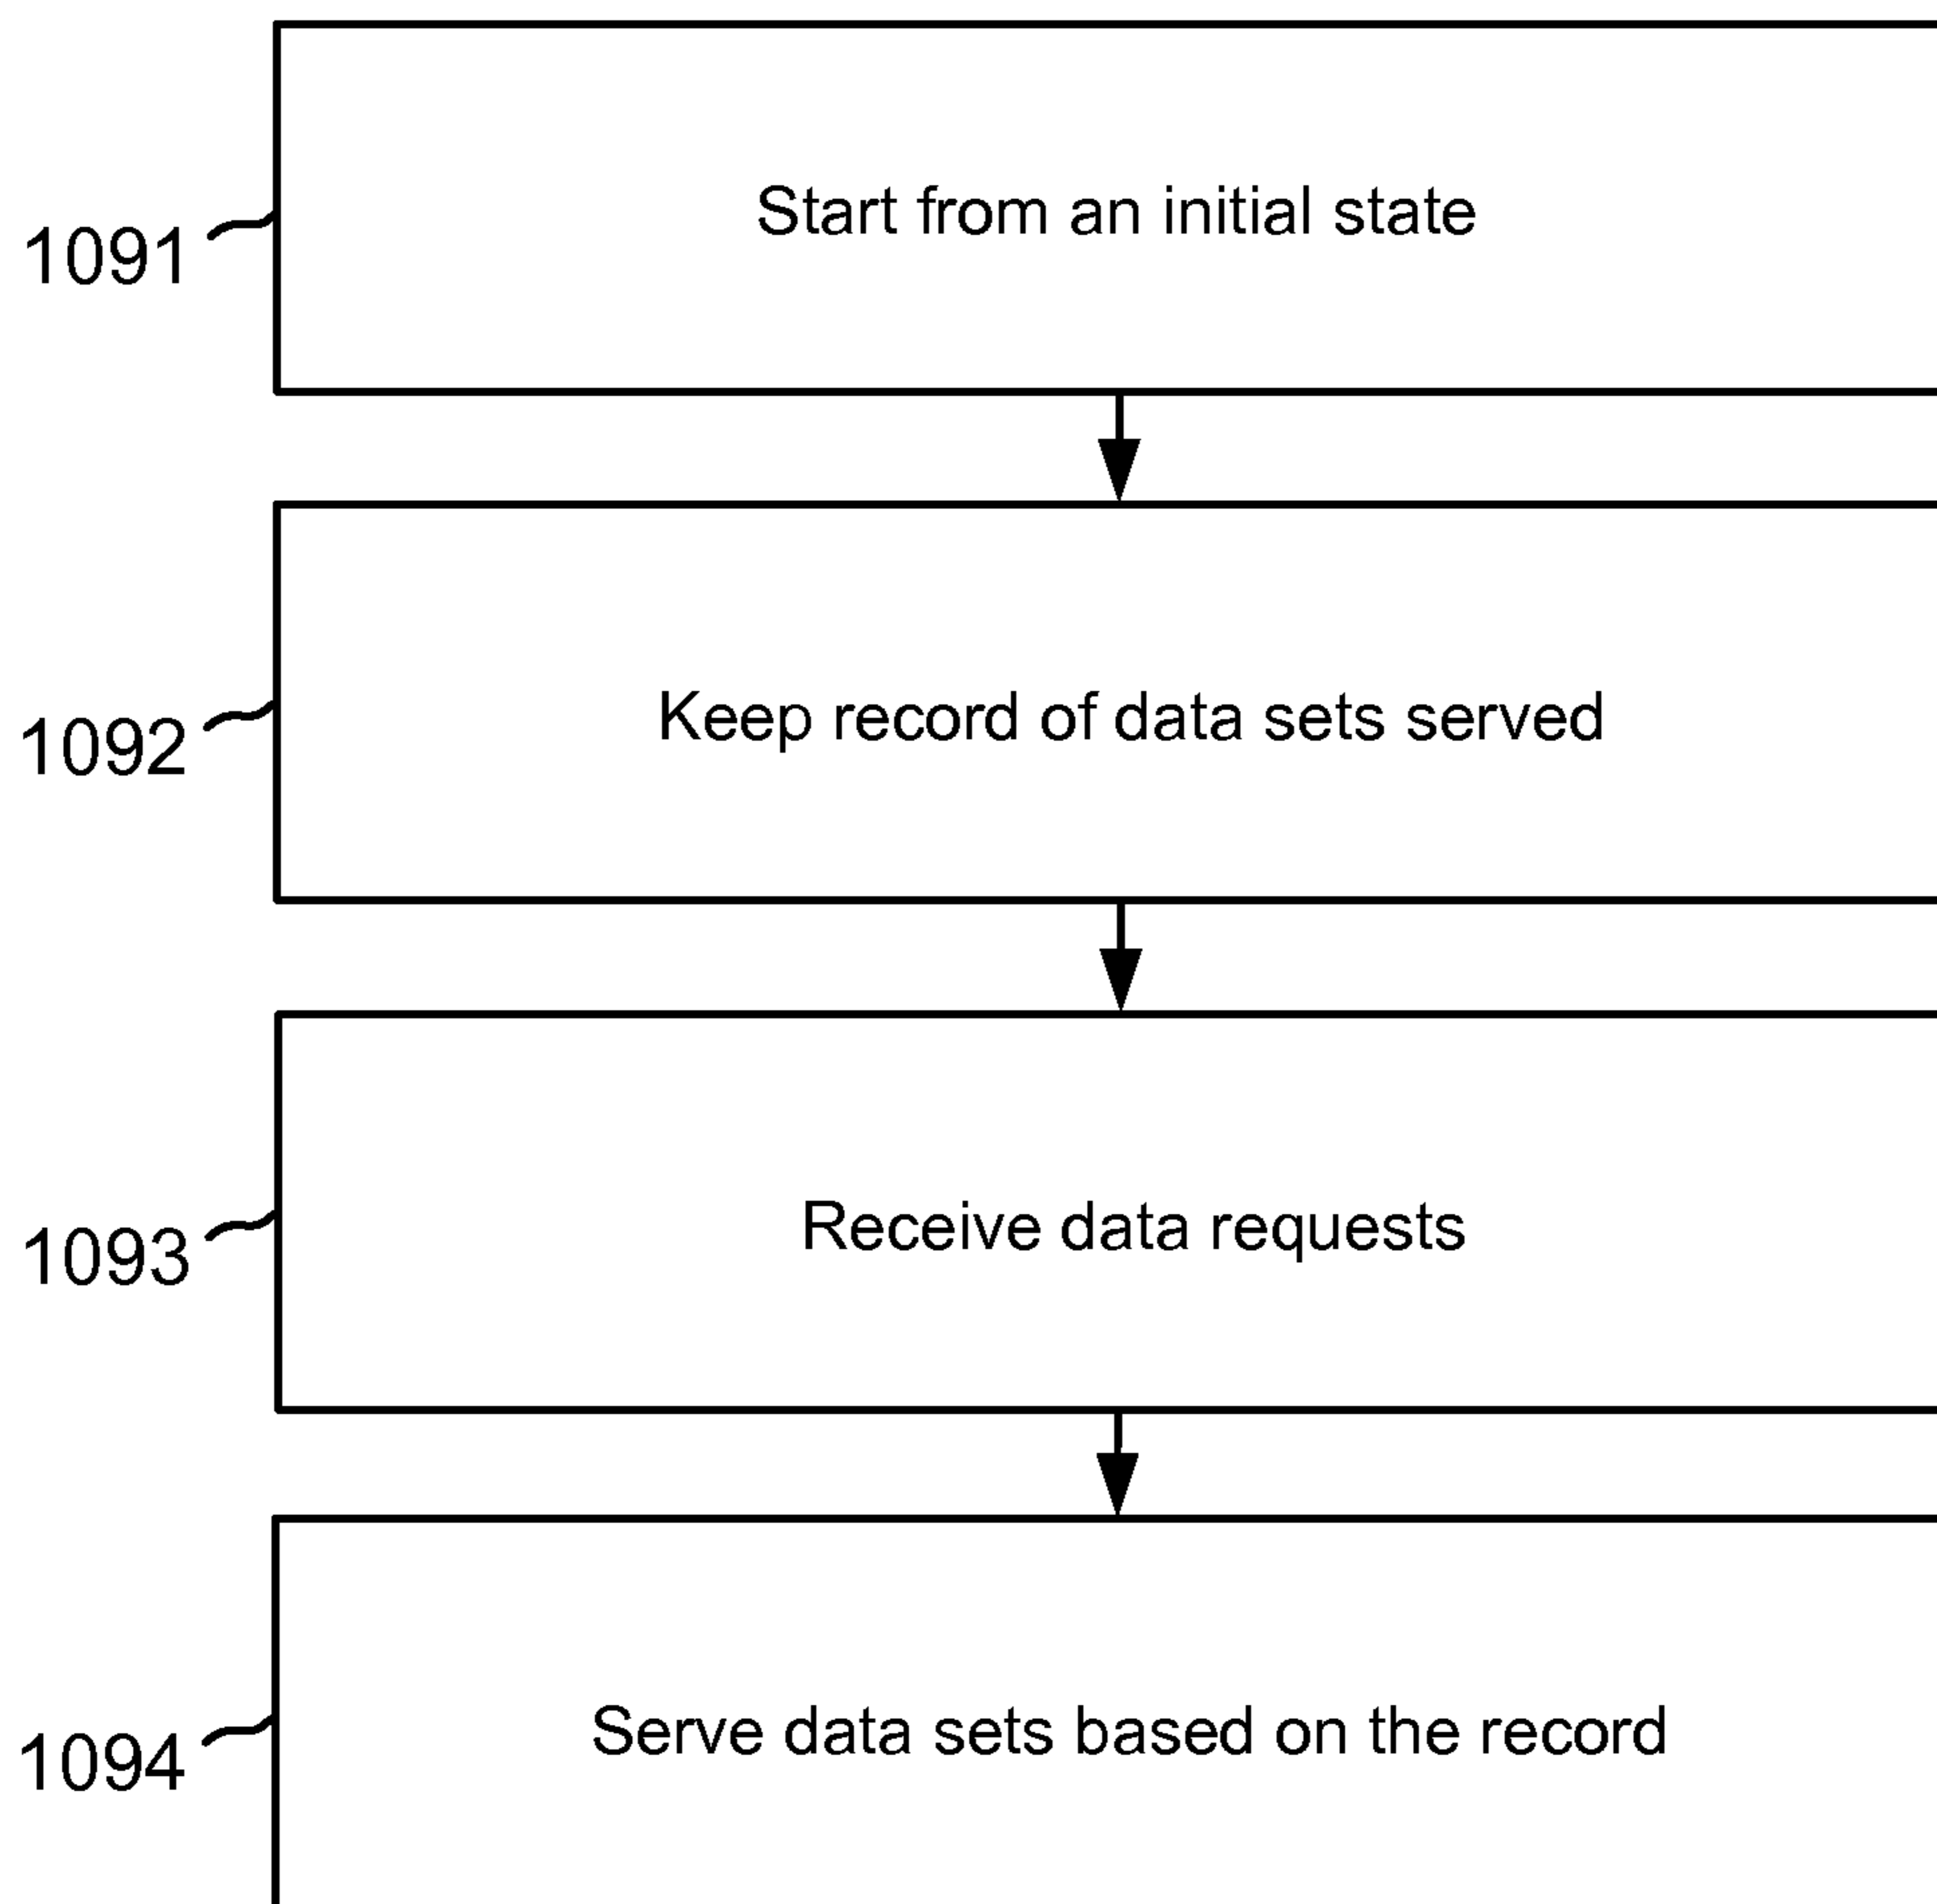 Start from an initial state
1091
Keep record of data sets served
1092
Receive data requests
1093
Serve data sets based on the record
1094